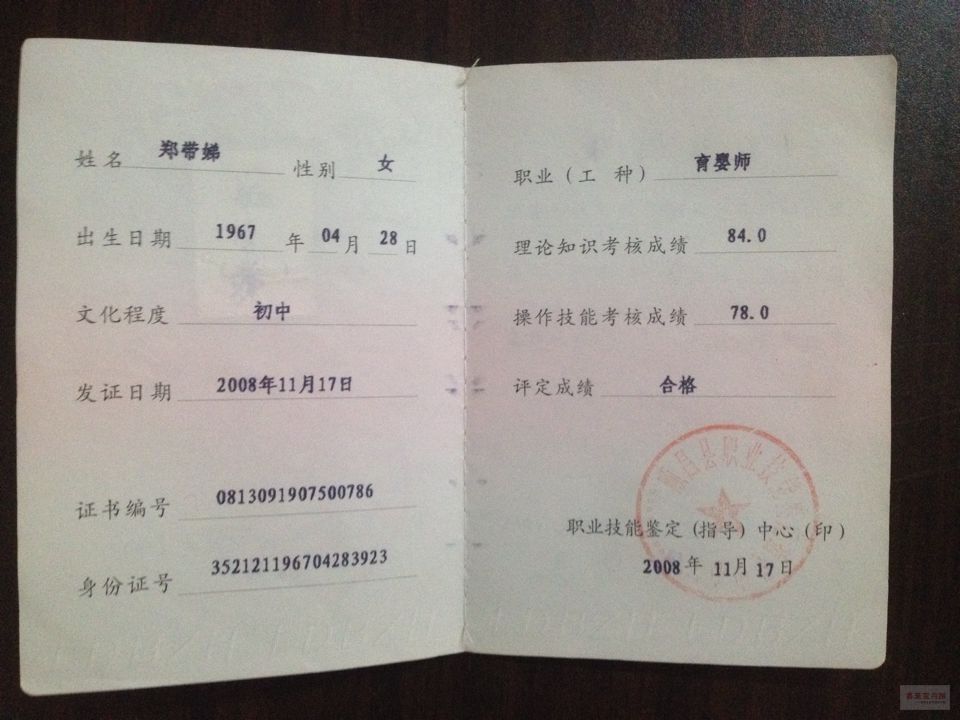 姓名 郑带娣 性别 女
出生日期 1967 年 04 月 28 日
文化程度 初中
发证日期 2008年11月17日
证书编号 0813091907500786
身份证号 352121196704283923
职业（工 种） 育婴师
理论知识考核成绩 84.0
操作技能考核成绩 78.0
评定成绩 合格
职业技能鉴定（指导）中心（印）
2008 年 11月 17日